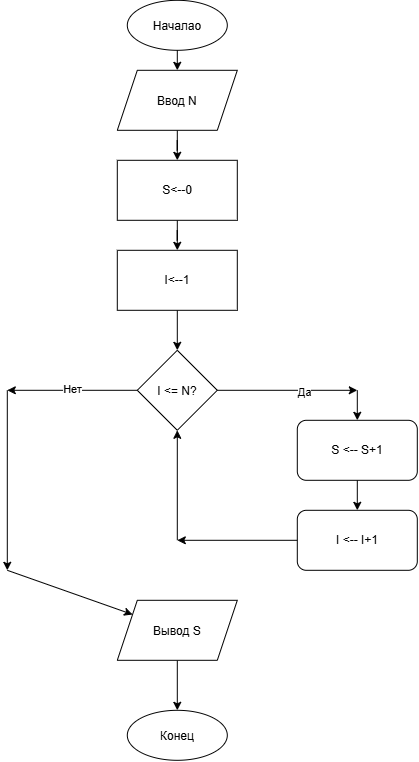 Началао
Ввод N
S<--0
I<--1
I <= N?
Нет
Да
S <-- S+1
I <-- I+1
Вывод S
Конец